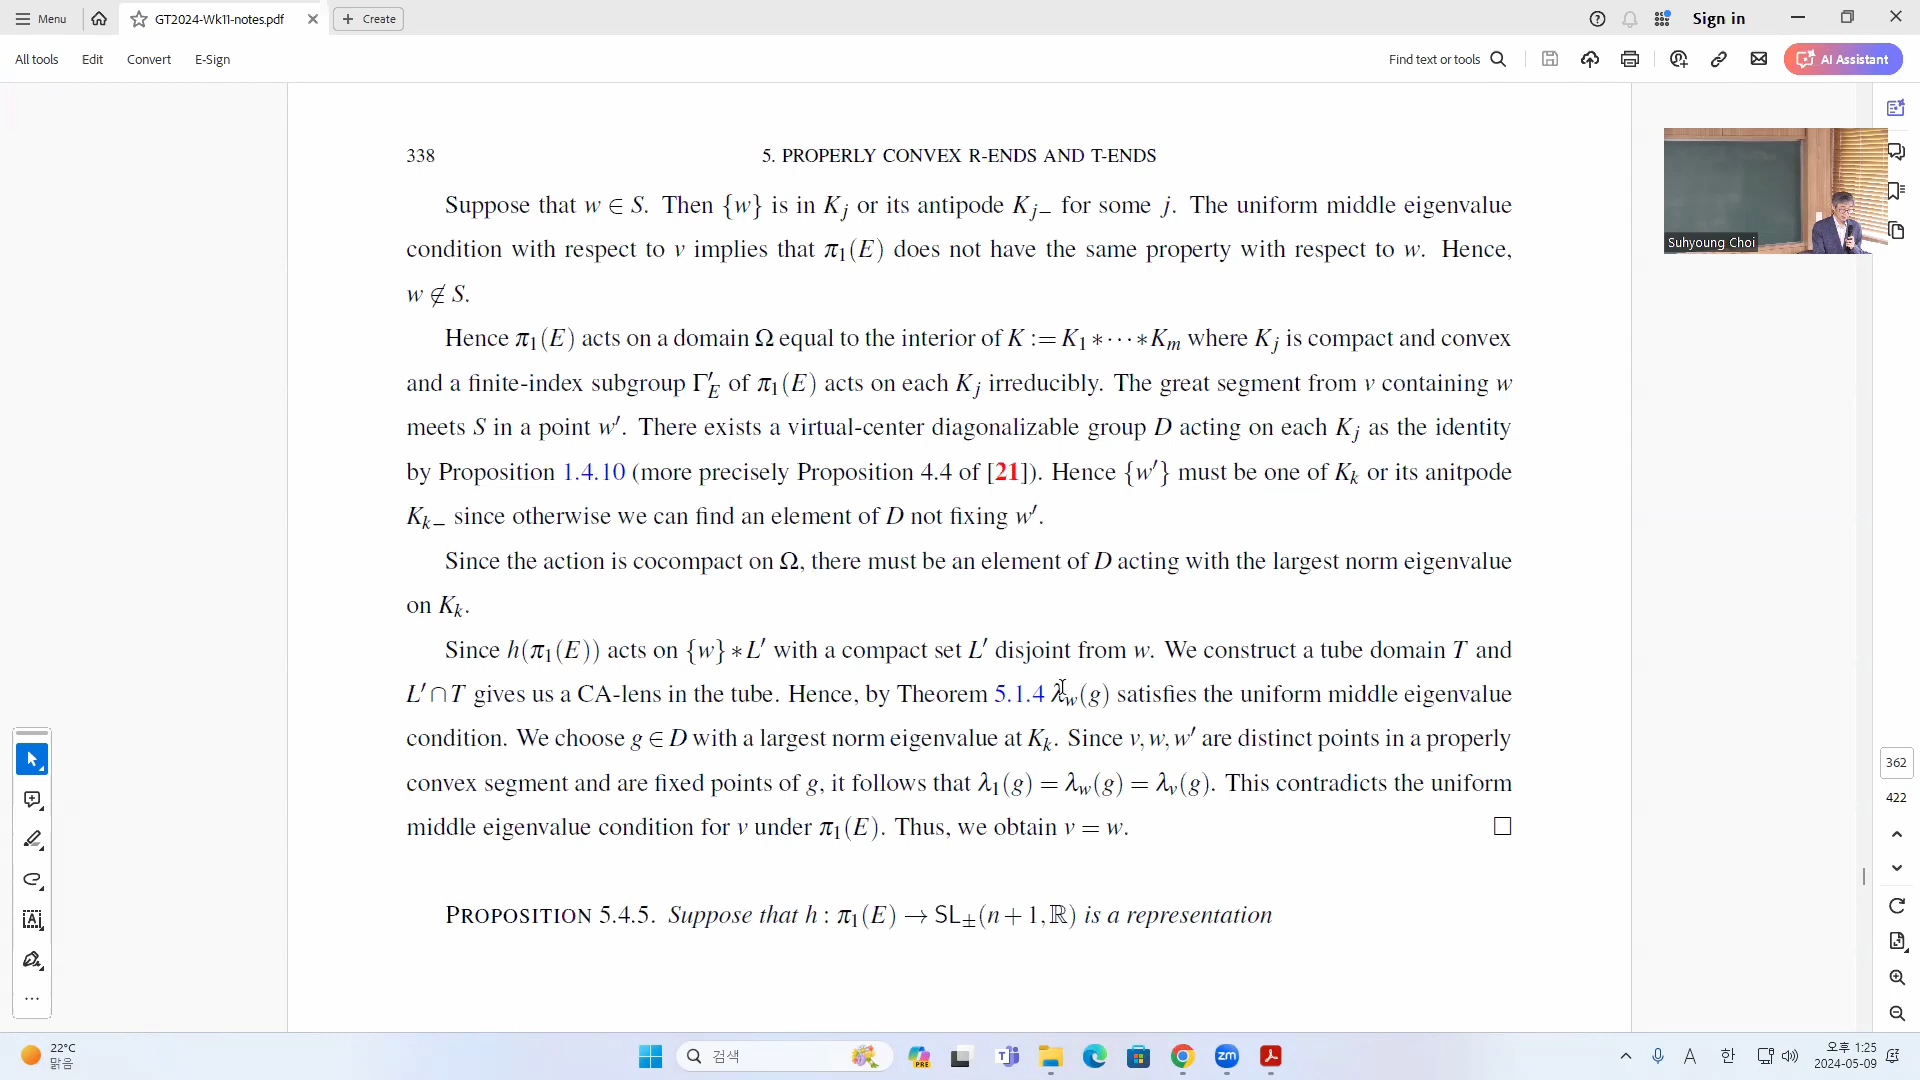 Menu
GT2024-Wk11-notes.pdf
Create
Sign in
All tools
Edit
Convert
E-Sign
Find text or tools
AI Assistant
338
5. PROPERLY CONVEX R-ENDS AND T-ENDS
Suppose that w ∈ S. Then {w} is in K_j or its antipode K_{j−} for some j. The uniform middle eigenvalue
condition with respect to v implies that π₁(E) does not have the same property with respect to w. Hence,
w ∉ S.
Hence π₁(E) acts on a domain Ω equal to the interior of K := K₁ ∗ ··· ∗ K_m where K_j is compact and convex
and a finite-index subgroup Γ′_E of π₁(E) acts on each K_j irreducibly. The great segment from v containing w
meets S in a point w′. There exists a virtual-center diagonalizable group D acting on each K_j as the identity
by Proposition 1.4.10 (more precisely Proposition 4.4 of [21]). Hence {w′} must be one of K_k or its anitpode
K_{k−} since otherwise we can find an element of D not fixing w′.
Since the action is cocompact on Ω, there must be an element of D acting with the largest norm eigenvalue
on K_k.
Since h(π₁(E)) acts on {w} ∗ L′ with a compact set L′ disjoint from w. We construct a tube domain T and
L′ ∩ T gives us a CA-lens in the tube. Hence, by Theorem 5.1.4 λ_w(g) satisfies the uniform middle eigenvalue
condition. We choose g ∈ D with a largest norm eigenvalue at K_k. Since v, w, w′ are distinct points in a properly
convex segment and are fixed points of g, it follows that λ₁(g) = λ_w(g) = λ_v(g). This contradicts the uniform
middle eigenvalue condition for v under π₁(E). Thus, we obtain v = w. □
PROPOSITION 5.4.5. Suppose that h : π₁(E) → SL_±(n+1, ℝ) is a representation
Suhyoung Choi
362
422
22°C
맑음
검색
PRE
zm
A
한
오후 1:25
2024-05-09